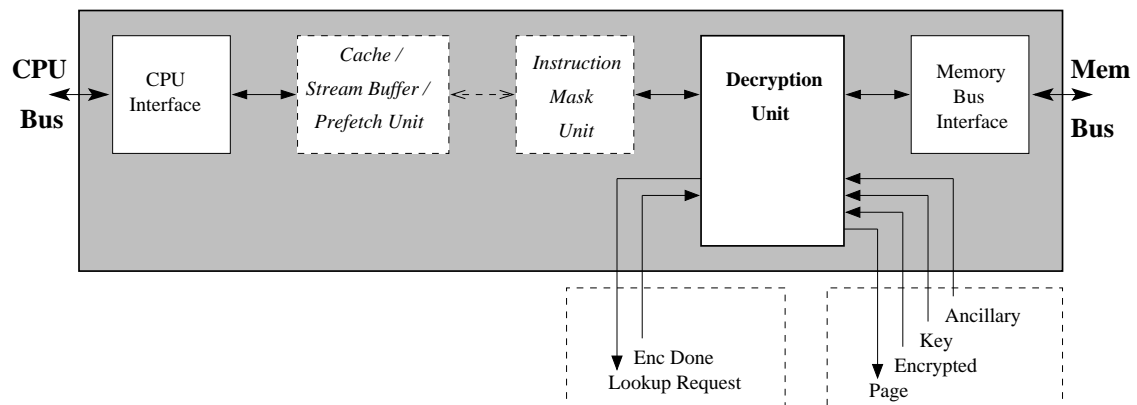 CPU
Bus
CPU
Interface
Cache /
Stream Buffer /
Prefetch Unit
Instruction
Mask
Unit
Decryption
Unit
Memory
Bus
Interface
Mem
Bus
Enc Done
Lookup Request
Ancillary
Key
Encrypted
Page